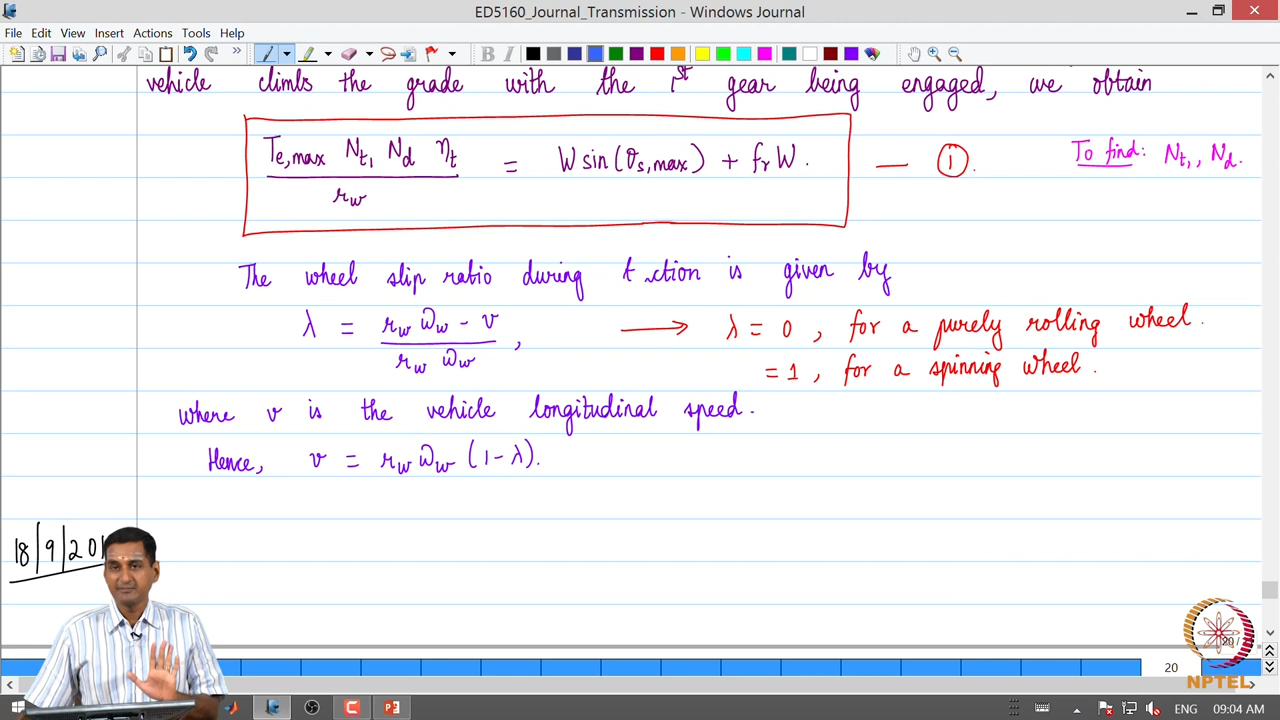 ED5160_Journal_Transmission - Windows Journal
File Edit View Insert Actions Tools Help
vehicle climbs the grade with the 1st gear being engaged, we obtain
Te,max Nt1 Nd ηt / rw = W sin(θs,max) + fr W. — ①.
To find: Nt1, Nd.
The wheel slip ratio during t ction is given by
λ = (rw ωw - v) / (rw ωw), → λ = 0, for a purely rolling wheel.
= 1, for a spinning wheel.
where v is the vehicle longitudinal speed.
Hence, v = rw ωw (1-λ).
18/9/201
20 /
20
NPTEL
ENG 09:04 AM